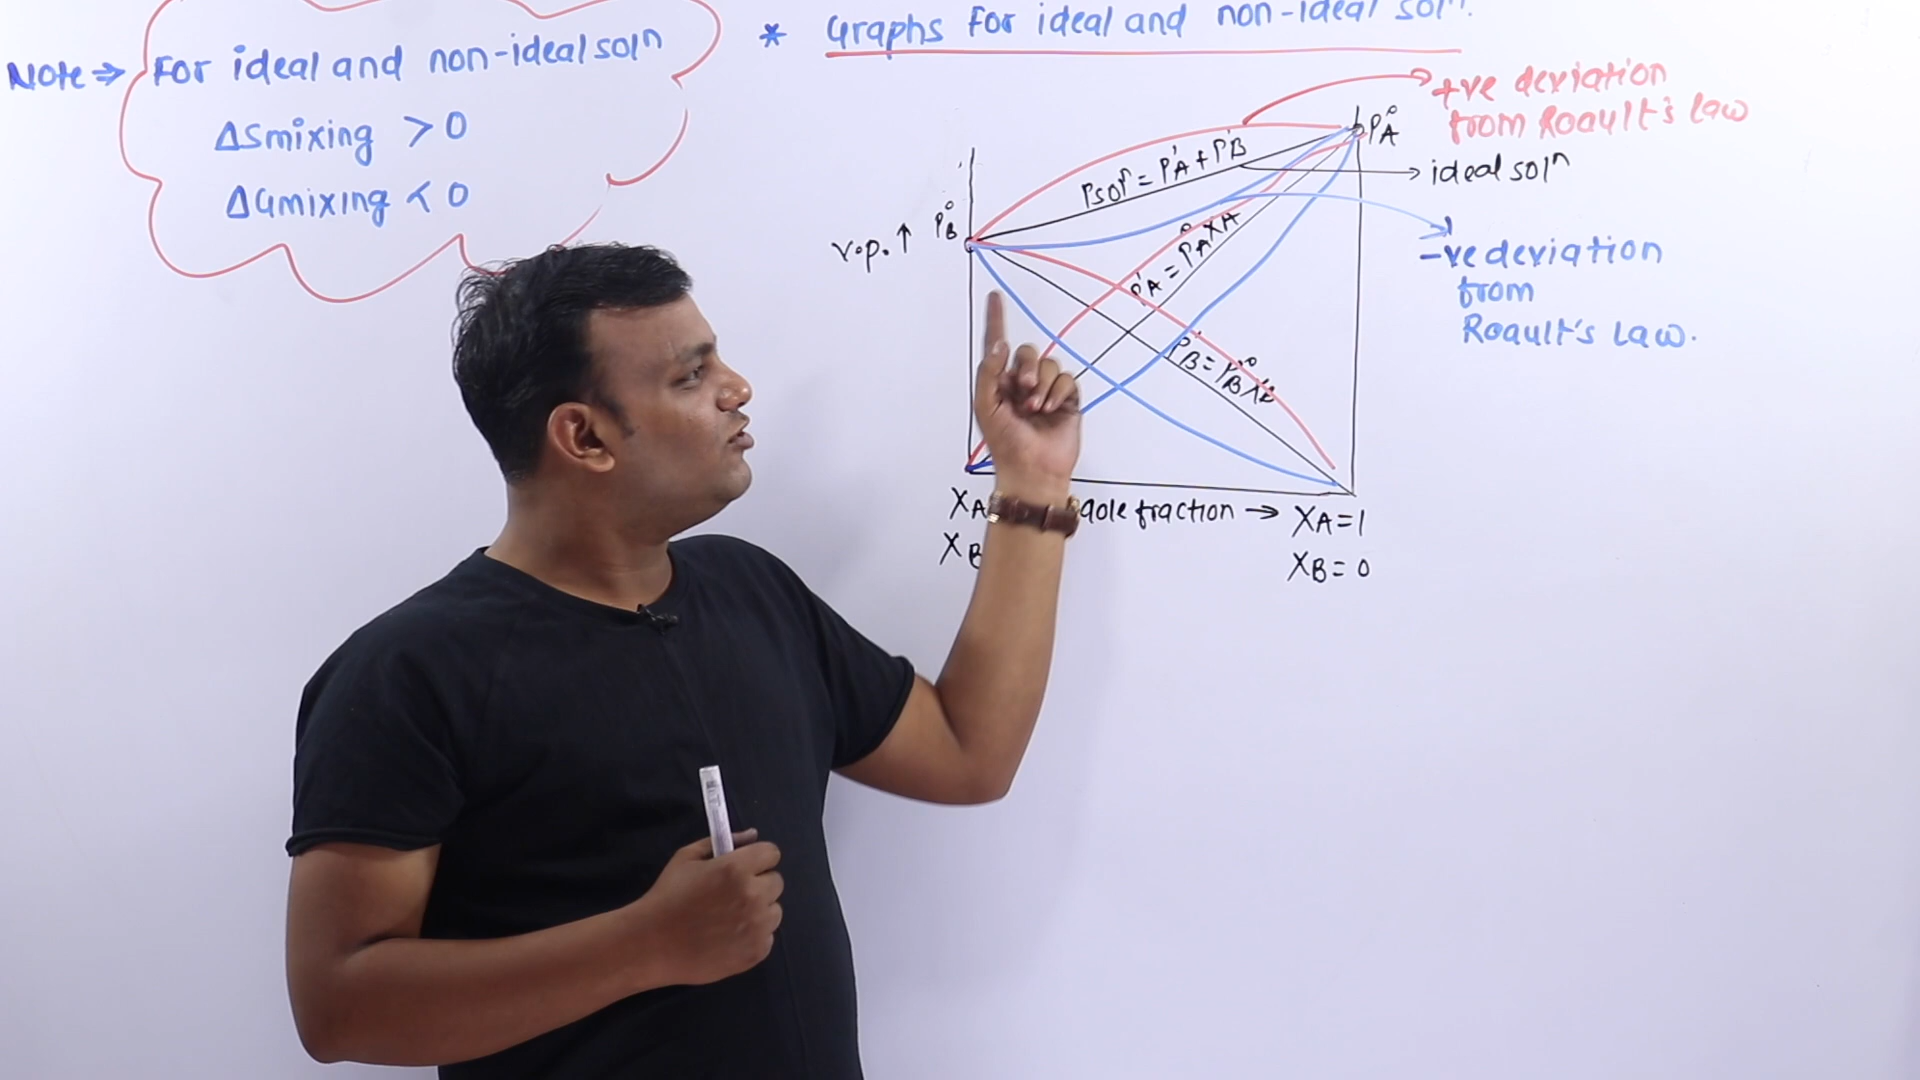 Note ⇒ For ideal and non-ideal solⁿ
ΔSmixing > 0
ΔGmixing < 0
* Graphs for ideal and non-ideal solⁿ.
+ve deviation
from Roault's law
P°A
Psolⁿ = P'A + P'B
→ ideal solⁿ
v.p. ↑
P°B
P'A = P°A XA
-ve deviation
from
Roault's Law.
P'B = P°B XB
XA
mole fraction → XA = 1
XB
XB = 0